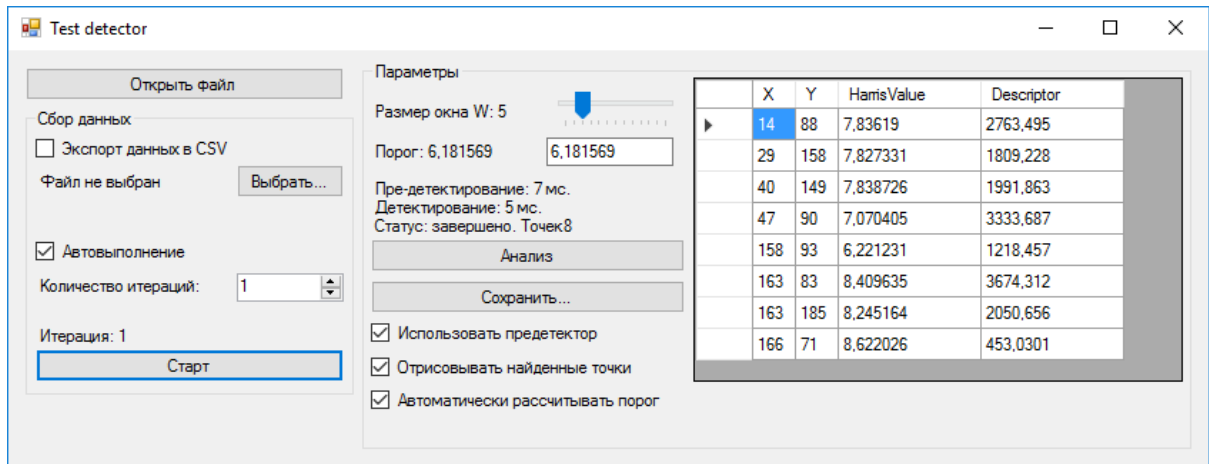 Test detector
Открыть файл
Сбор данных
Экспорт данных в CSV
Файл не выбран
Выбрать...
Автовыполнение
Количество итераций:
1
Итерация: 1
Старт
Параметры
Размер окна W: 5
Порог: 6,181569
6,181569
Пре-детектирование: 7 мс.
Детектирование: 5 мс.
Статус: завершено. Точек8
Анализ
Сохранить...
Использовать предетектор
Отрисовывать найденные точки
Автоматически рассчитывать порог
X Y HarrisValue Descriptor
14 88 7,83619 2763,495
29 158 7,827331 1809,228
40 149 7,838726 1991,863
47 90 7,070405 3333,687
158 93 6,221231 1218,457
163 83 8,409635 3674,312
163 185 8,245164 2050,656
166 71 8,622026 453,0301